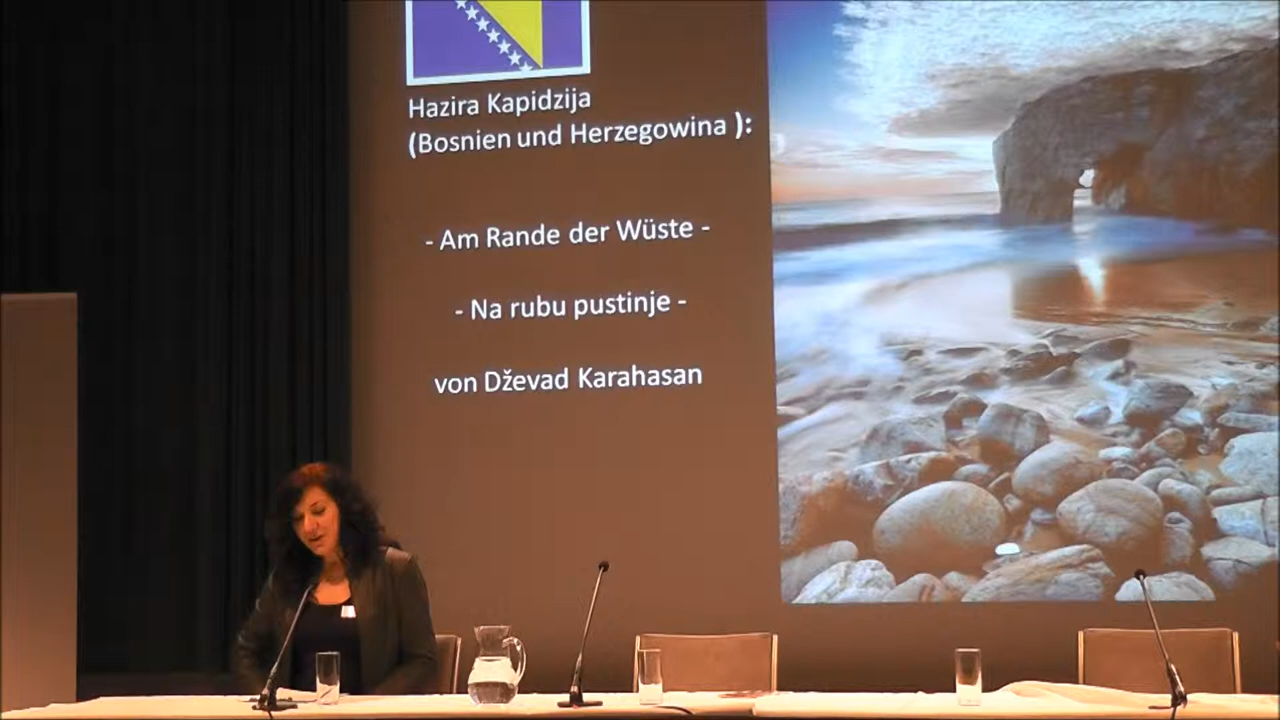 Hazira Kapidzija
(Bosnien und Herzegowina ):
- Am Rande der Wüste -
- Na rubu pustinje -
von Dževad Karahasan